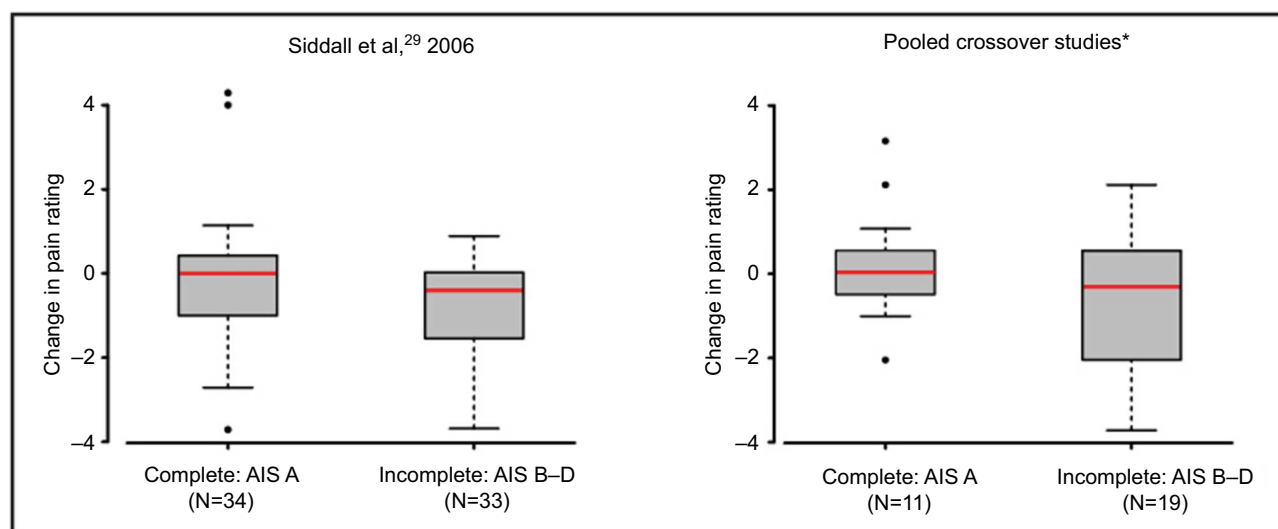 Siddall et al,29 2006
Change in pain rating
4
2
0
–2
–4
Complete: AIS A
(N=34)
Incomplete: AIS B–D
(N=33)
Pooled crossover studies*
Change in pain rating
4
2
0
–2
–4
Complete: AIS A
(N=11)
Incomplete: AIS B–D
(N=19)